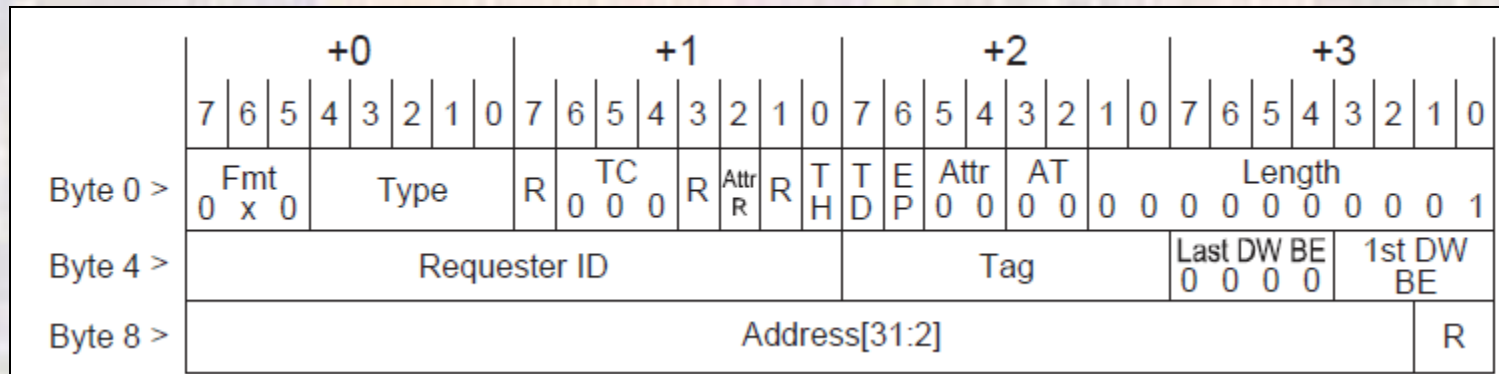 +0 +1 +2 +3
7 6 5 4 3 2 1 0 7 6 5 4 3 2 1 0 7 6 5 4 3 2 1 0 7 6 5 4 3 2 1 0
Byte 0 > Fmt Type R TC R Attr R TH TD EP Attr AT Length
0 x 0 0 0 0 R 0 0 0 0 0 0 0 0 0 0 0 0 0 0 1
Byte 4 > Requester ID Tag Last DW BE 1st DW BE
0 0 0 0
Byte 8 > Address[31:2] R